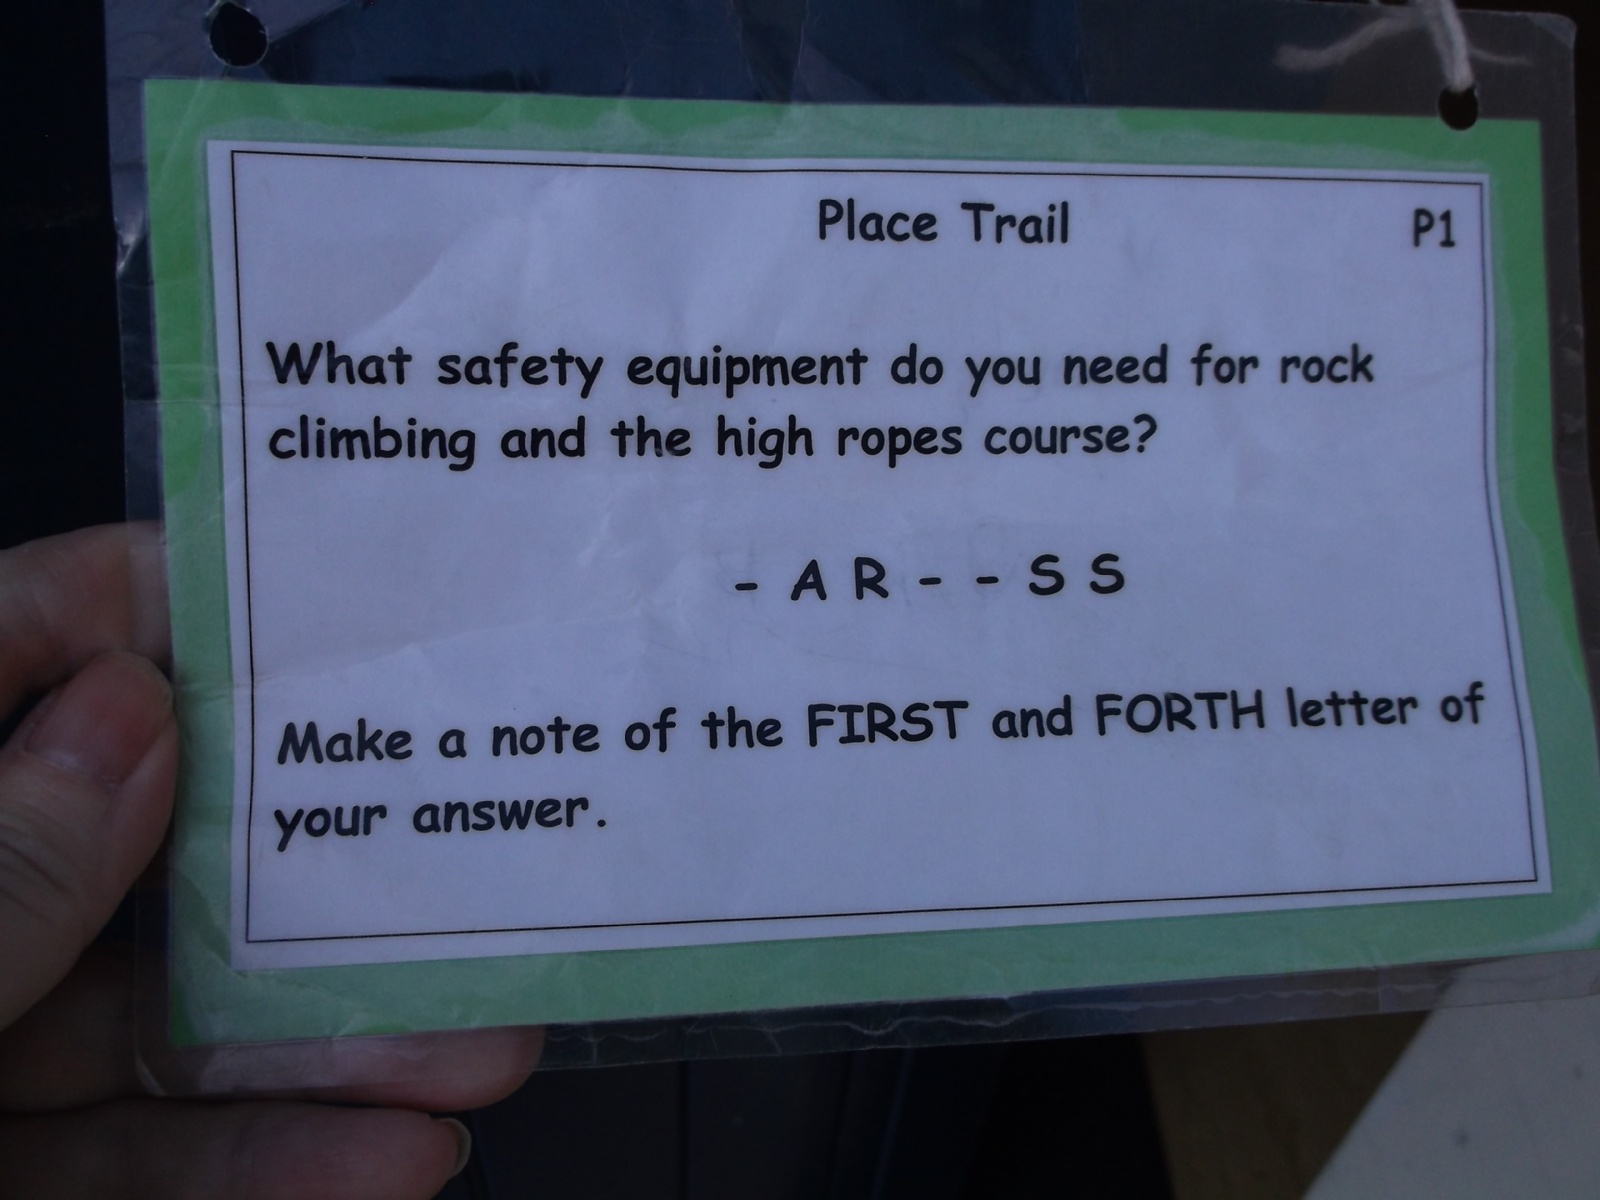 Place Trail P1
What safety equipment do you need for rock
climbing and the high ropes course?
- A R - - S S
Make a note of the FIRST and FORTH letter of
your answer.